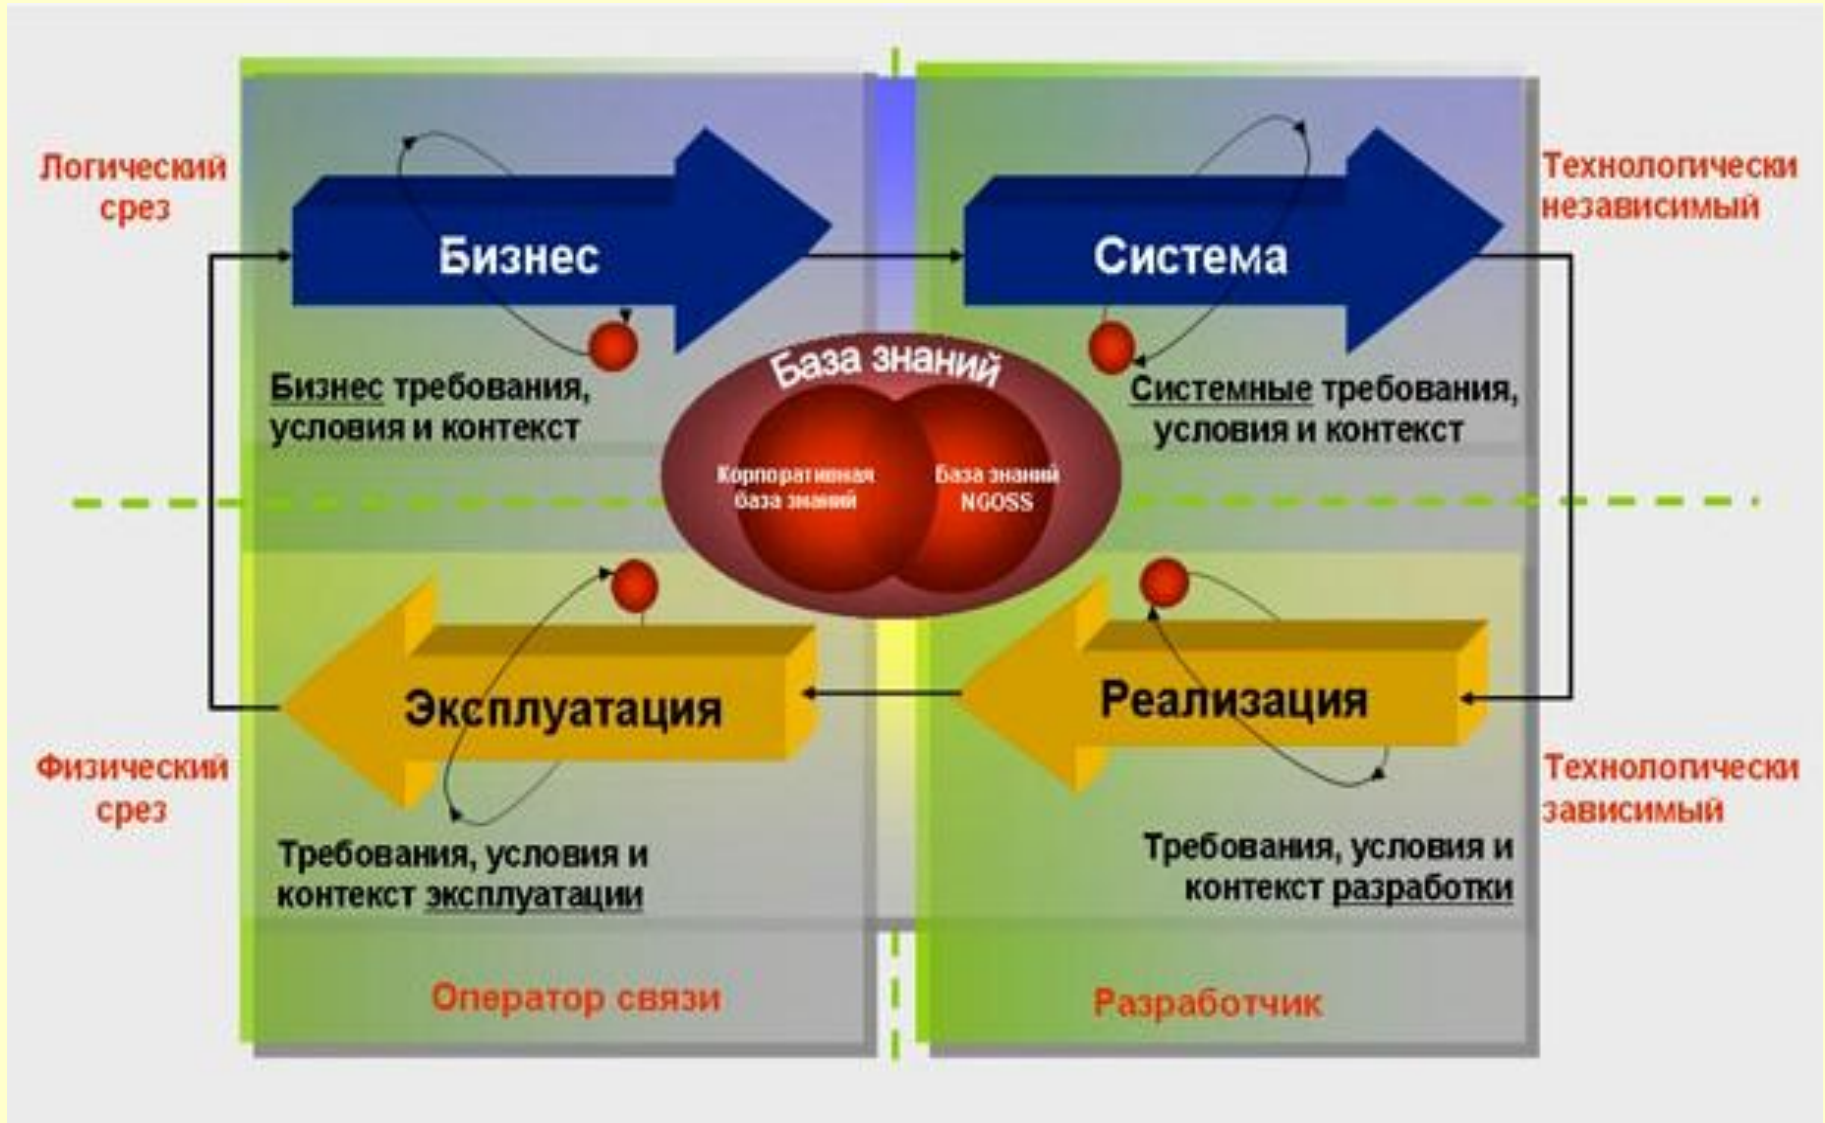 Логический
срез
Технологически
независимый
Бизнес
Система
База знаний
Бизнес требования,
условия и контекст
Системные требования,
условия и контекст
Корпоративная
база знаний
База знаний
NGOSS
Эксплуатация
Реализация
Физический
срез
Технологически
зависимый
Требования, условия и
контекст эксплуатации
Требования, условия и
контекст разработки
Оператор связи
Разработчик